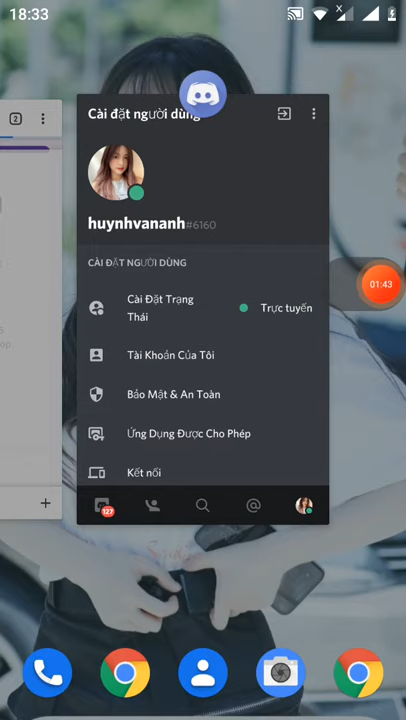 18:33
X
2
Cài đặt người dùng
huynhvananh#6160
CÀI ĐẶT NGƯỜI DÙNG
Cài Đặt Trạng
Thái
Trực tuyến
01:43
Tài Khoản Của Tôi
Bảo Mật & An Toàn
Ứng Dụng Được Cho Phép
Kết nối
127